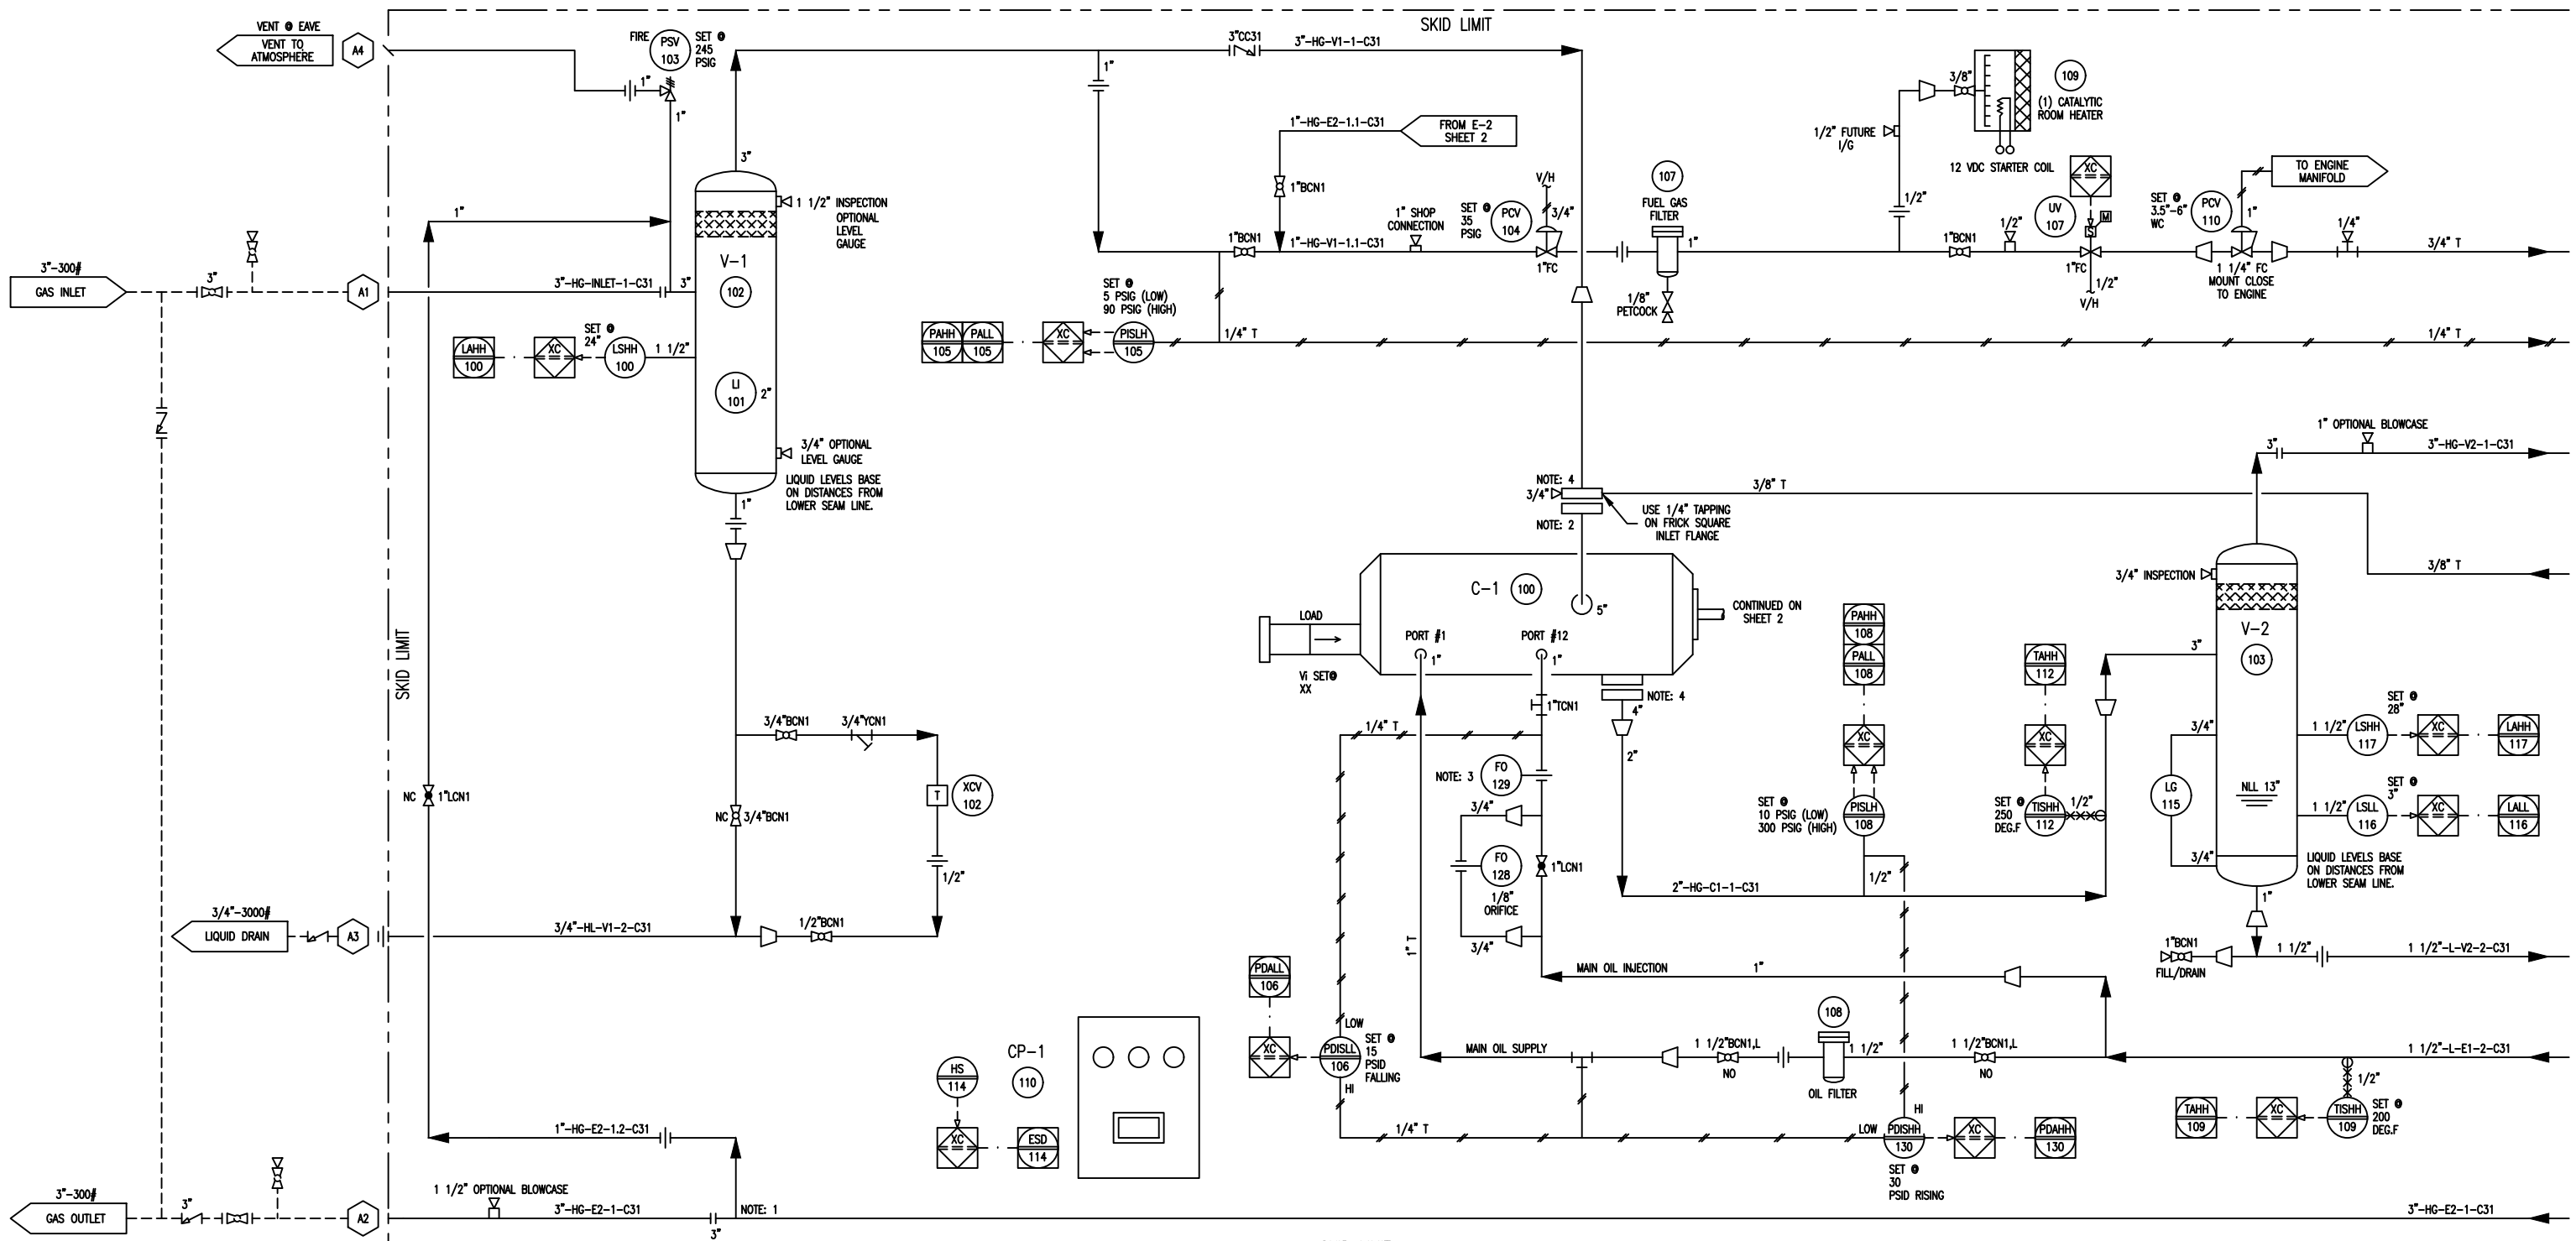 SKID LIMIT
VENT @ EAVE
VENT TO
ATMOSPHERE
A4
FIRE
PSV
103
SET @
245
PSIG
1"
1"
3"
3"CC31
3"-HG-V1-1-C31
1"
1"-HG-E2-1.1-C31
FROM E-2
SHEET 2
1"BCN1
1"BCN1
1"-HG-V1-1.1-C31
1" SHOP
CONNECTION
SET @
35
PSIG
PCV
104
V/H
3/4"
1"FC
107
FUEL GAS
FILTER
1"
1/8"
PETCOCK
1/2" FUTURE
I/G
3/8"
109
(1) CATALYTIC
ROOM HEATER
12 VDC STARTER COIL
1/2"
1"BCN1
1/2"
XC
UV
107
M
S
1"FC
1/2"
V/H
SET @
3.5"-6"
WC
PCV
110
1"
TO ENGINE
MANIFOLD
1 1/4" FC
MOUNT CLOSE
TO ENGINE
1/4"
3/4" T
1/4" T
1"
1 1/2" INSPECTION
OPTIONAL
LEVEL
GAUGE
V-1
102
3"-300#
GAS INLET
3"
A1
3"-HG-INLET-1-C31
3"
LAHH
100
XC
SET @
24"
LSHH
100
1 1/2"
LI
101
2"
3/4" OPTIONAL
LEVEL GAUGE
LIQUID LEVELS BASE
ON DISTANCES FROM
LOWER SEAM LINE.
1"
PAHH
105
PALL
105
XC
SET @
5 PSIG (LOW)
90 PSIG (HIGH)
PISLH
105
1/4" T
NOTE: 4
3/4"
NOTE: 2
3/8" T
USE 1/4" TAPPING
ON FRICK SQUARE
INLET FLANGE
1" OPTIONAL BLOWCASE
3"
3"-HG-V2-1-C31
3/8" T
3/4" INSPECTION
V-2
103
C-1
100
5"
CONTINUED ON
SHEET 2
LOAD
Vi SET@
XX
PORT #1
1"
PORT #12
1"
NOTE: 4
4"
2"
1"TCN1
1/4" T
NOTE: 3
FO
129
3/4"
FO
128
1/8"
ORIFICE
3/4"
1"LCN1
PAHH
108
PALL
108
XC
SET @
10 PSIG (LOW)
300 PSIG (HIGH)
PISLH
108
1/2"
2"-HG-C1-1-C31
TAHH
112
XC
SET @
250
DEG.F
TISHH
112
1/2"
3"
3/4"
LG
115
3/4"
NLL 13"
SET @
28"
1 1/2"
LSHH
117
XC
LAHH
117
SET @
3"
1 1/2"
LSLL
116
XC
LALL
116
LIQUID LEVELS BASE
ON DISTANCES FROM
LOWER SEAM LINE.
1"
1"BCN1
FILL/DRAIN
1 1/2"
1 1/2"-L-V2-2-C31
SKID LIMIT
NC
1"LCN1
3/4"BCN1
3/4"YCN1
T
XCV
102
NC
3/4"BCN1
1/2"
3/4"-3000#
LIQUID DRAIN
A3
3/4"-HL-V1-2-C31
1/2"BCN1
1" T
MAIN OIL INJECTION
1"
PDALL
106
XC
LOW
PDISLL
106
HI
SET @
15
PSID
FALLING
MAIN OIL SUPPLY
1 1/2"BCN1,L
NO
108
OIL FILTER
1 1/2"
1 1/2"BCN1,L
NO
1 1/2"-L-E1-2-C31
1/2"
TAHH
109
XC
TISHH
109
SET @
200
DEG.F
1/4" T
HI
LOW
PDISHH
130
XC
PDAHH
130
SET @
30
PSID RISING
HS
114
XC
ESD
114
CP-1
110
1"-HG-E2-1.2-C31
3"-300#
GAS OUTLET
3"
A2
1 1/2" OPTIONAL BLOWCASE
3"-HG-E2-1-C31
3"
NOTE: 1
3"-HG-E2-1-C31